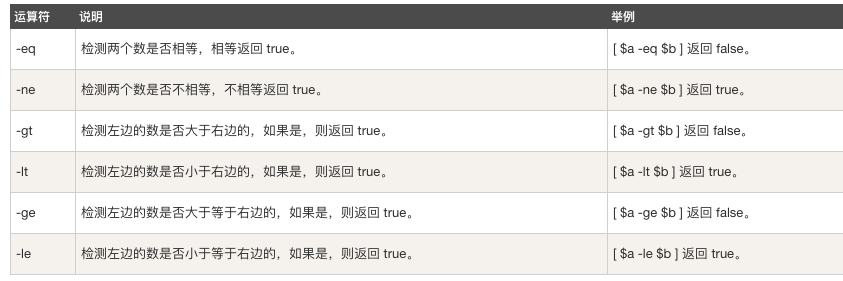 运算符 说明 举例
-eq 检测两个数是否相等，相等返回 true。 [ $a -eq $b ] 返回 false。
-ne 检测两个数是否不相等，不相等返回 true。 [ $a -ne $b ] 返回 true。
-gt 检测左边的数是否大于右边的，如果是，则返回 true。 [ $a -gt $b ] 返回 false。
-lt 检测左边的数是否小于右边的，如果是，则返回 true。 [ $a -lt $b ] 返回 true。
-ge 检测左边的数是否大于等于右边的，如果是，则返回 true。 [ $a -ge $b ] 返回 false。
-le 检测左边的数是否小于等于右边的，如果是，则返回 true。 [ $a -le $b ] 返回 true。